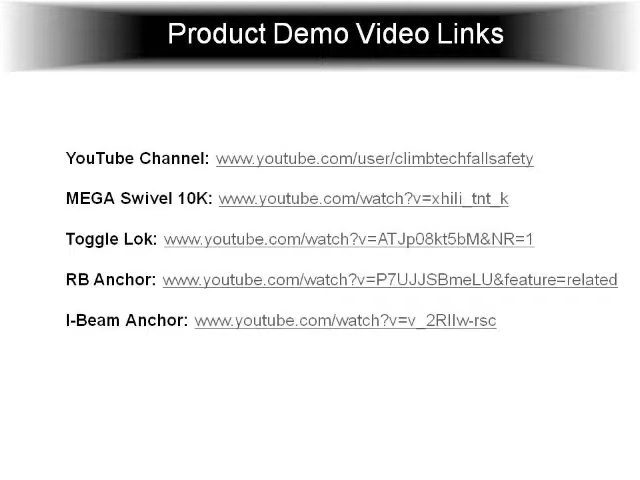 Product Demo Video Links
YouTube Channel: www.youtube.com/user/climbtechfallsafety
MEGA Swivel 10K: www.youtube.com/watch?v=xhiIi_tnt_k
Toggle Lok: www.youtube.com/watch?v=ATJp08kt5bM&NR=1
RB Anchor: www.youtube.com/watch?v=P7UJJSBmeLU&feature=related
I-Beam Anchor: www.youtube.com/watch?v=v_2RIIw-rsc